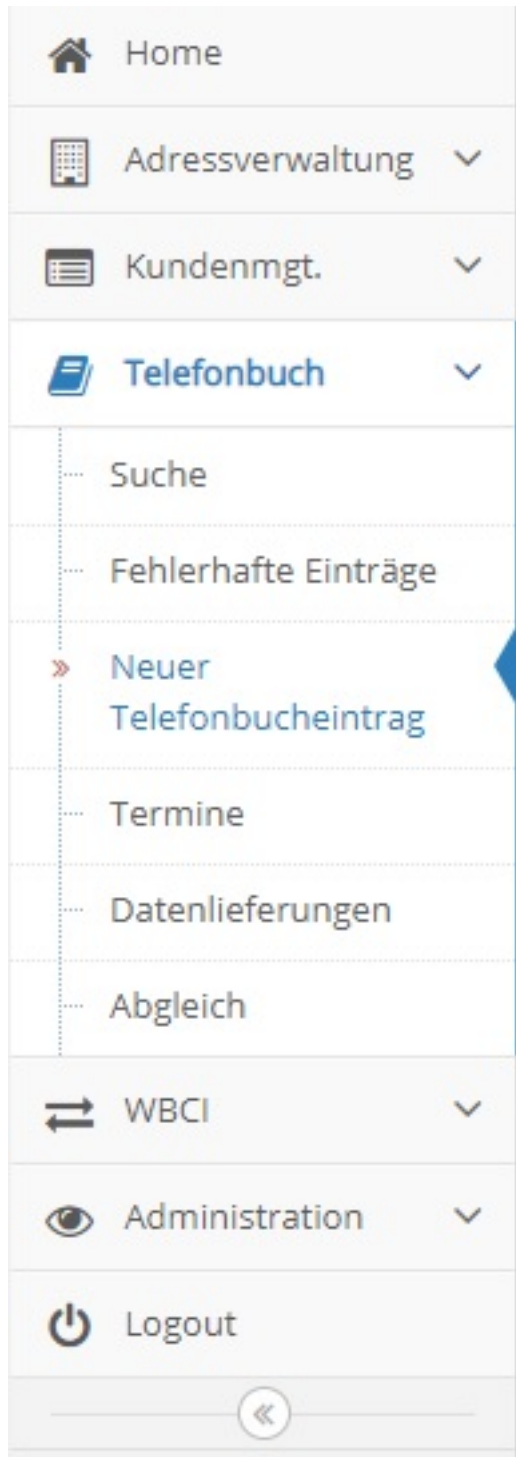 Home
Adressverwaltung
Kundenmgt.
Telefonbuch
Suche
Fehlerhafte Einträge
Neuer
Telefonbucheintrag
Termine
Datenlieferungen
Abgleich
WBCI
Administration
Logout